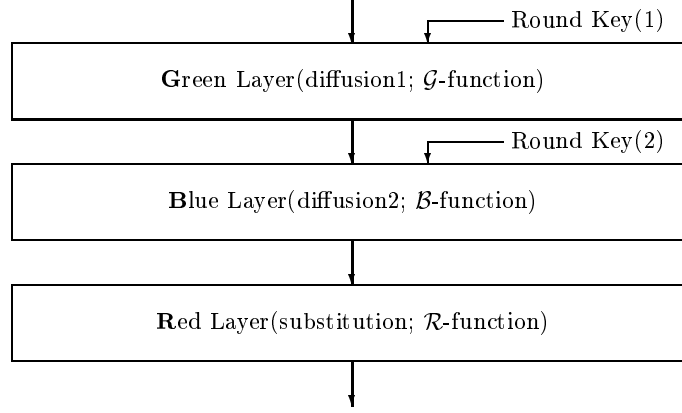 Round Key(1)
Green Layer(diffusion1; 𝒢-function)
Round Key(2)
Blue Layer(diffusion2; ℬ-function)
Red Layer(substitution; ℛ-function)